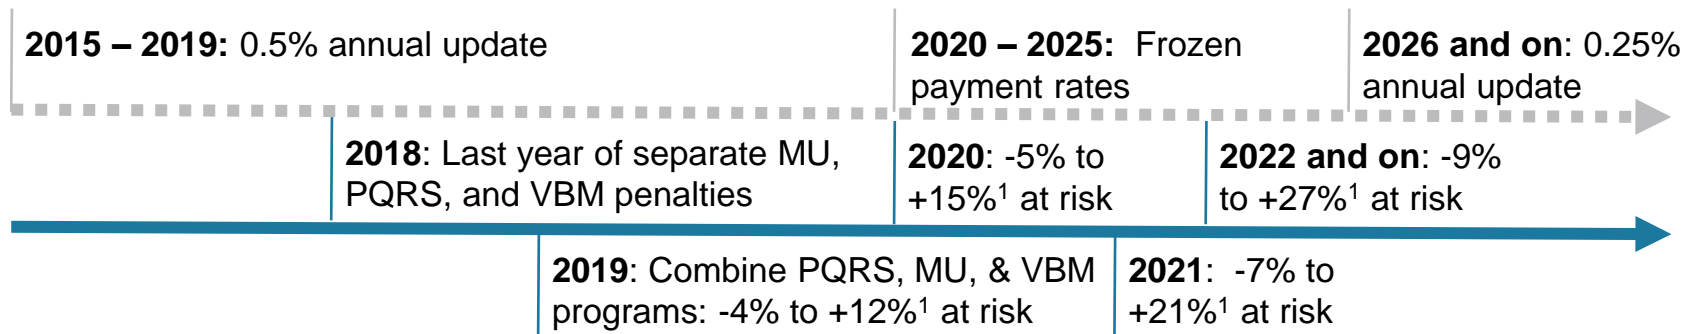 2015 – 2019: 0.5% annual update
2020 – 2025:  Frozen
payment rates
2026 and on: 0.25%
annual update
2018: Last year of separate MU,
PQRS, and VBM penalties
2020: -5% to
+15%¹ at risk
2022 and on: -9%
to +27%¹ at risk
2019: Combine PQRS, MU, & VBM
programs: -4% to +12%¹ at risk
2021:  -7% to
+21%¹ at risk